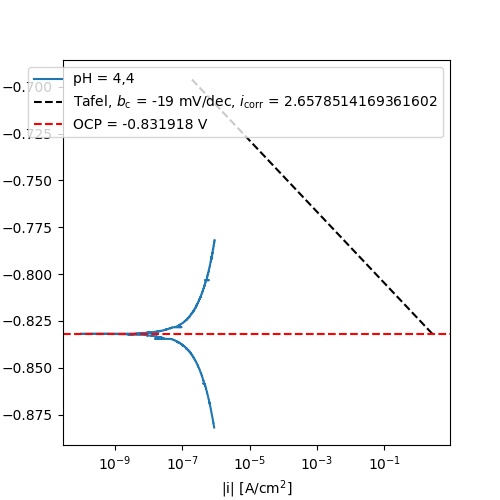 pH = 4,4
Tafel, b_c = -19 mV/dec, i_corr = 2.6578514169361602
OCP = -0.831918 V
−0.700
−0.725
−0.750
−0.775
−0.800
−0.825
−0.850
−0.875
10⁻⁹ 10⁻⁷ 10⁻⁵ 10⁻³ 10⁻¹
|i| [A/cm²]